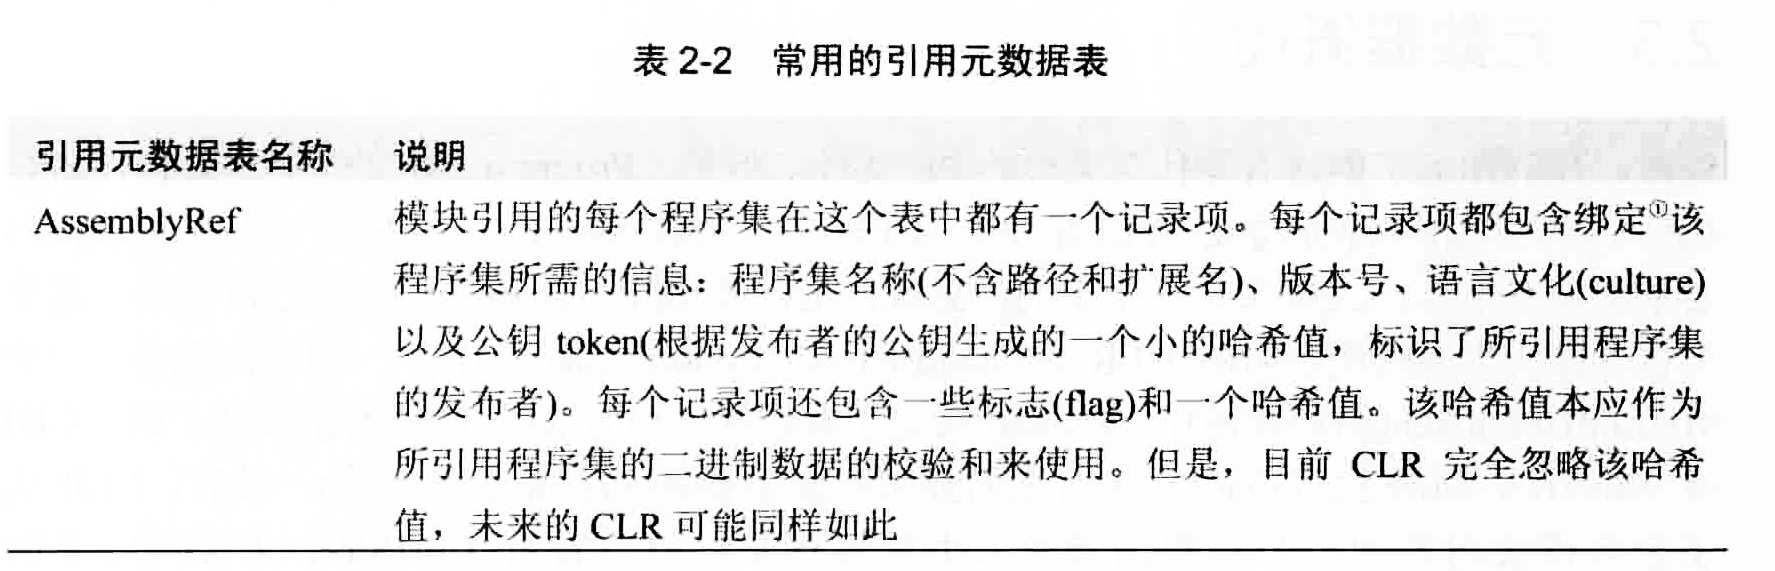 表 2-2 常用的引用元数据表
引用元数据表名称 说明
AssemblyRef 模块引用的每个程序集在这个表中都有一个记录项。每个记录项都包含绑定①该
程序集所需的信息：程序集名称(不含路径和扩展名)、版本号、语言文化(culture)
以及公钥 token(根据发布者的公钥生成的一个小的哈希值，标识了所引用程序集
的发布者)。每个记录项还包含一些标志(flag)和一个哈希值。该哈希值本应作为
所引用程序集的二进制数据的校验和来使用。但是，目前 CLR 完全忽略该哈希
值，未来的 CLR 可能同样如此